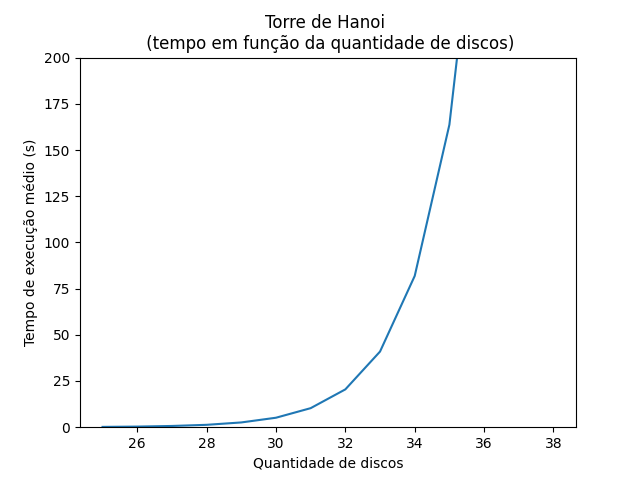 Torre de Hanoi
(tempo em função da quantidade de discos)
200
175
150
125
100
75
50
25
0
Tempo de execução médio (s)
26 28 30 32 34 36 38
Quantidade de discos